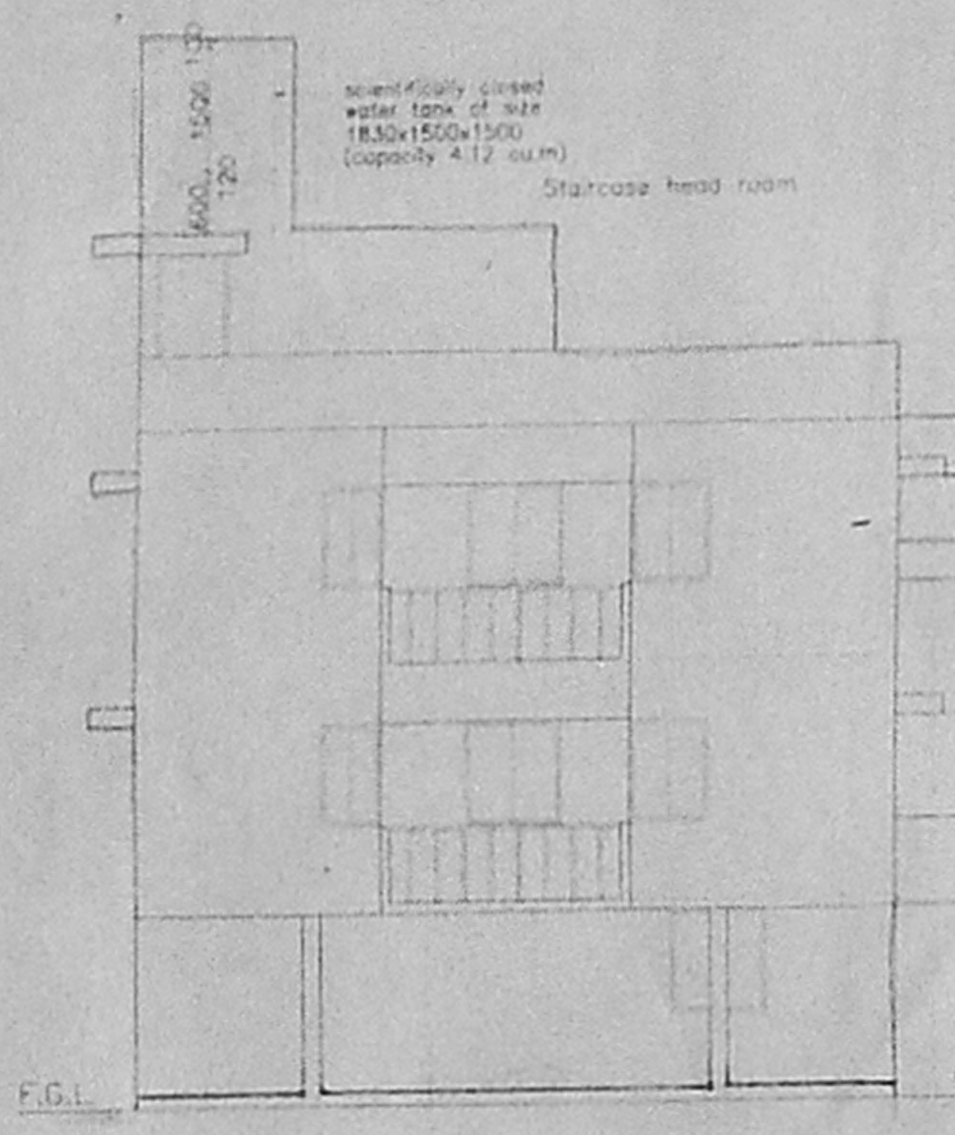 scientifically closed
water tank of size
1830x1500x1500
(capacity 4.12 cu.m)
Staircase head room
1500
600
120
F.G.L